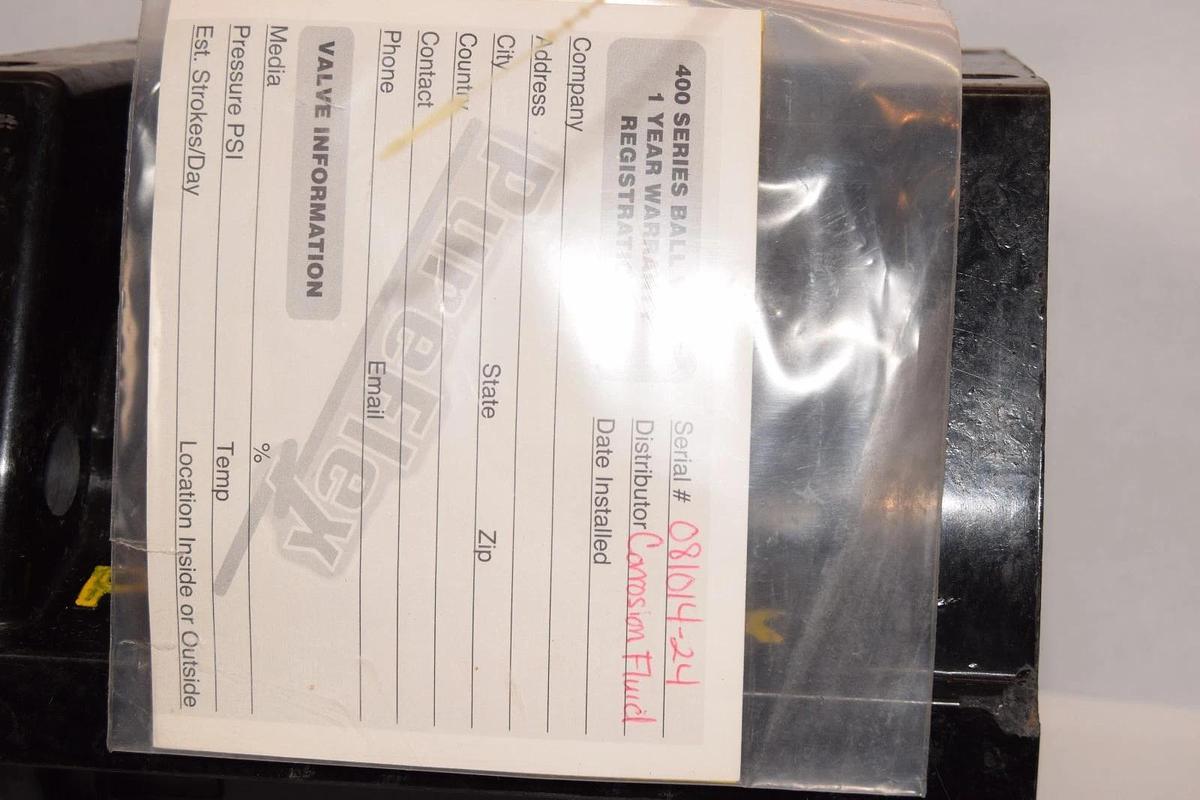 400 SERIES BALL
1 YEAR WARRANTY
REGISTRATI
Serial # 081014-24
Distributor Corrosion Fluid
Date Installed
Company
Address
City State Zip
Country
Contact
Phone Email
PureFlex
VALVE INFORMATION
Media %
Pressure PSI Temp
Est. Strokes/Day Location Inside or Outside